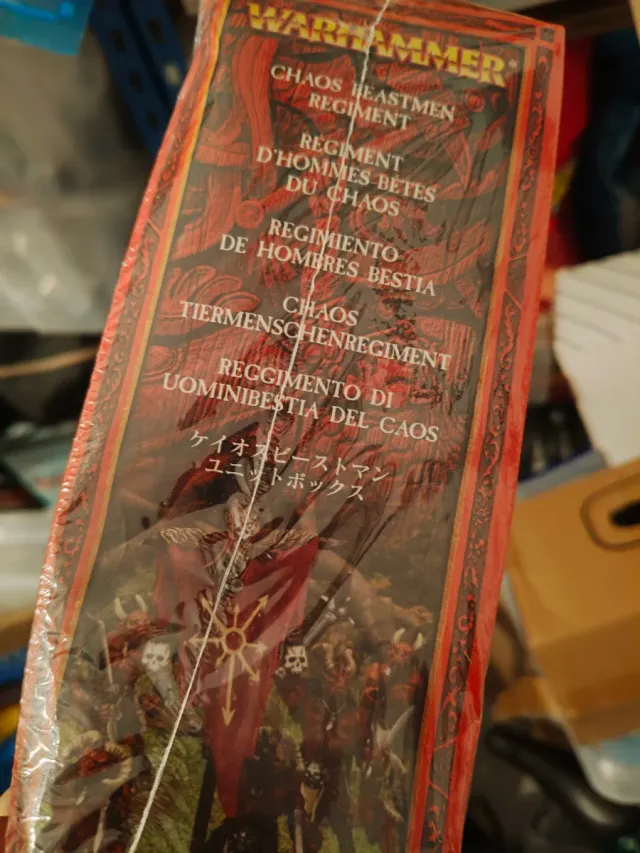 WARHAMMER®
CHAOS BEASTMEN
REGIMENT
REGIMENT
D'HOMMES BÊTES
DU CHAOS
REGIMIENTO
DE HOMBRES BESTIA
CHAOS
TIERMENSCHENREGIMENT
REGGIMENTO DI
UOMINIBESTIA DEL CAOS
ケイオスビーストマン
ユニットボックス